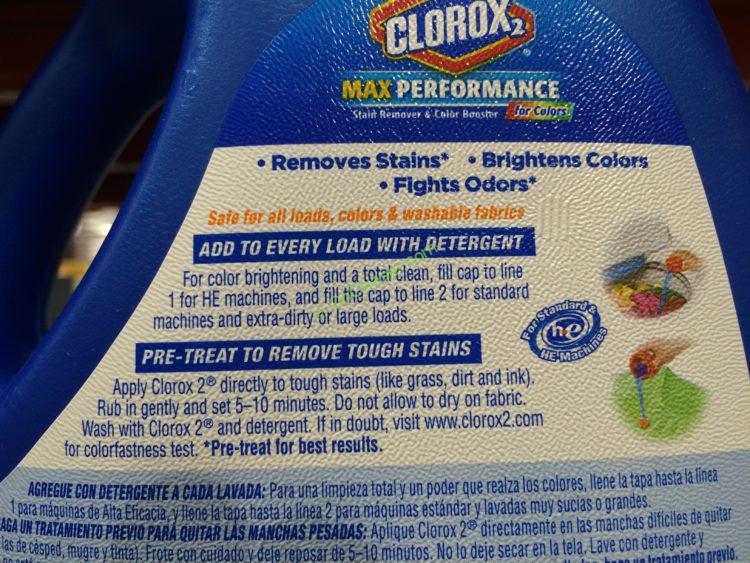 CLOROX2®
MAX PERFORMANCE
Stain Remover & Color Booster for Colors
• Removes Stains* • Brightens Colors
• Fights Odors*
Safe for all loads, colors & washable fabrics
ADD TO EVERY LOAD WITH DETERGENT
For color brightening and a total clean, fill cap to line
1 for HE machines, and fill the cap to line 2 for standard
machines and extra-dirty or large loads.
For Standard &
he
HE Machines
PRE-TREAT TO REMOVE TOUGH STAINS
Apply Clorox 2® directly to tough stains (like grass, dirt and ink).
Rub in gently and set 5–10 minutes. Do not allow to dry on fabric.
Wash with Clorox 2® and detergent. If in doubt, visit www.clorox2.com
for colorfastness test. *Pre-treat for best results.
AGREGUE CON DETERGENTE A CADA LAVADA: Para una limpieza total y un poder que realza los colores, llene la tapa hasta la línea
1 para máquinas de Alta Eficacia, y llene la tapa hasta la línea 2 para máquinas estándar y lavadas muy sucias o grandes.
AGA UN TRATAMIENTO PREVIO PARA QUITAR LAS MANCHAS PESADAS: Aplique Clorox 2® directamente en las manchas difíciles de quitar
las de césped, mugre y tinta). Frote con cuidado y deje reposar de 5–10 minutos. No lo deje secar en la tela. Lave con detergente y
haga un tratamiento previo.